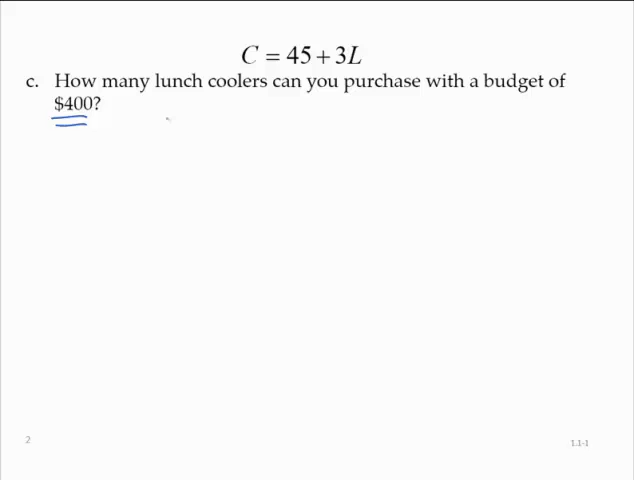 C = 45 + 3L
c. How many lunch coolers can you purchase with a budget of
$400?
2
1.1-1